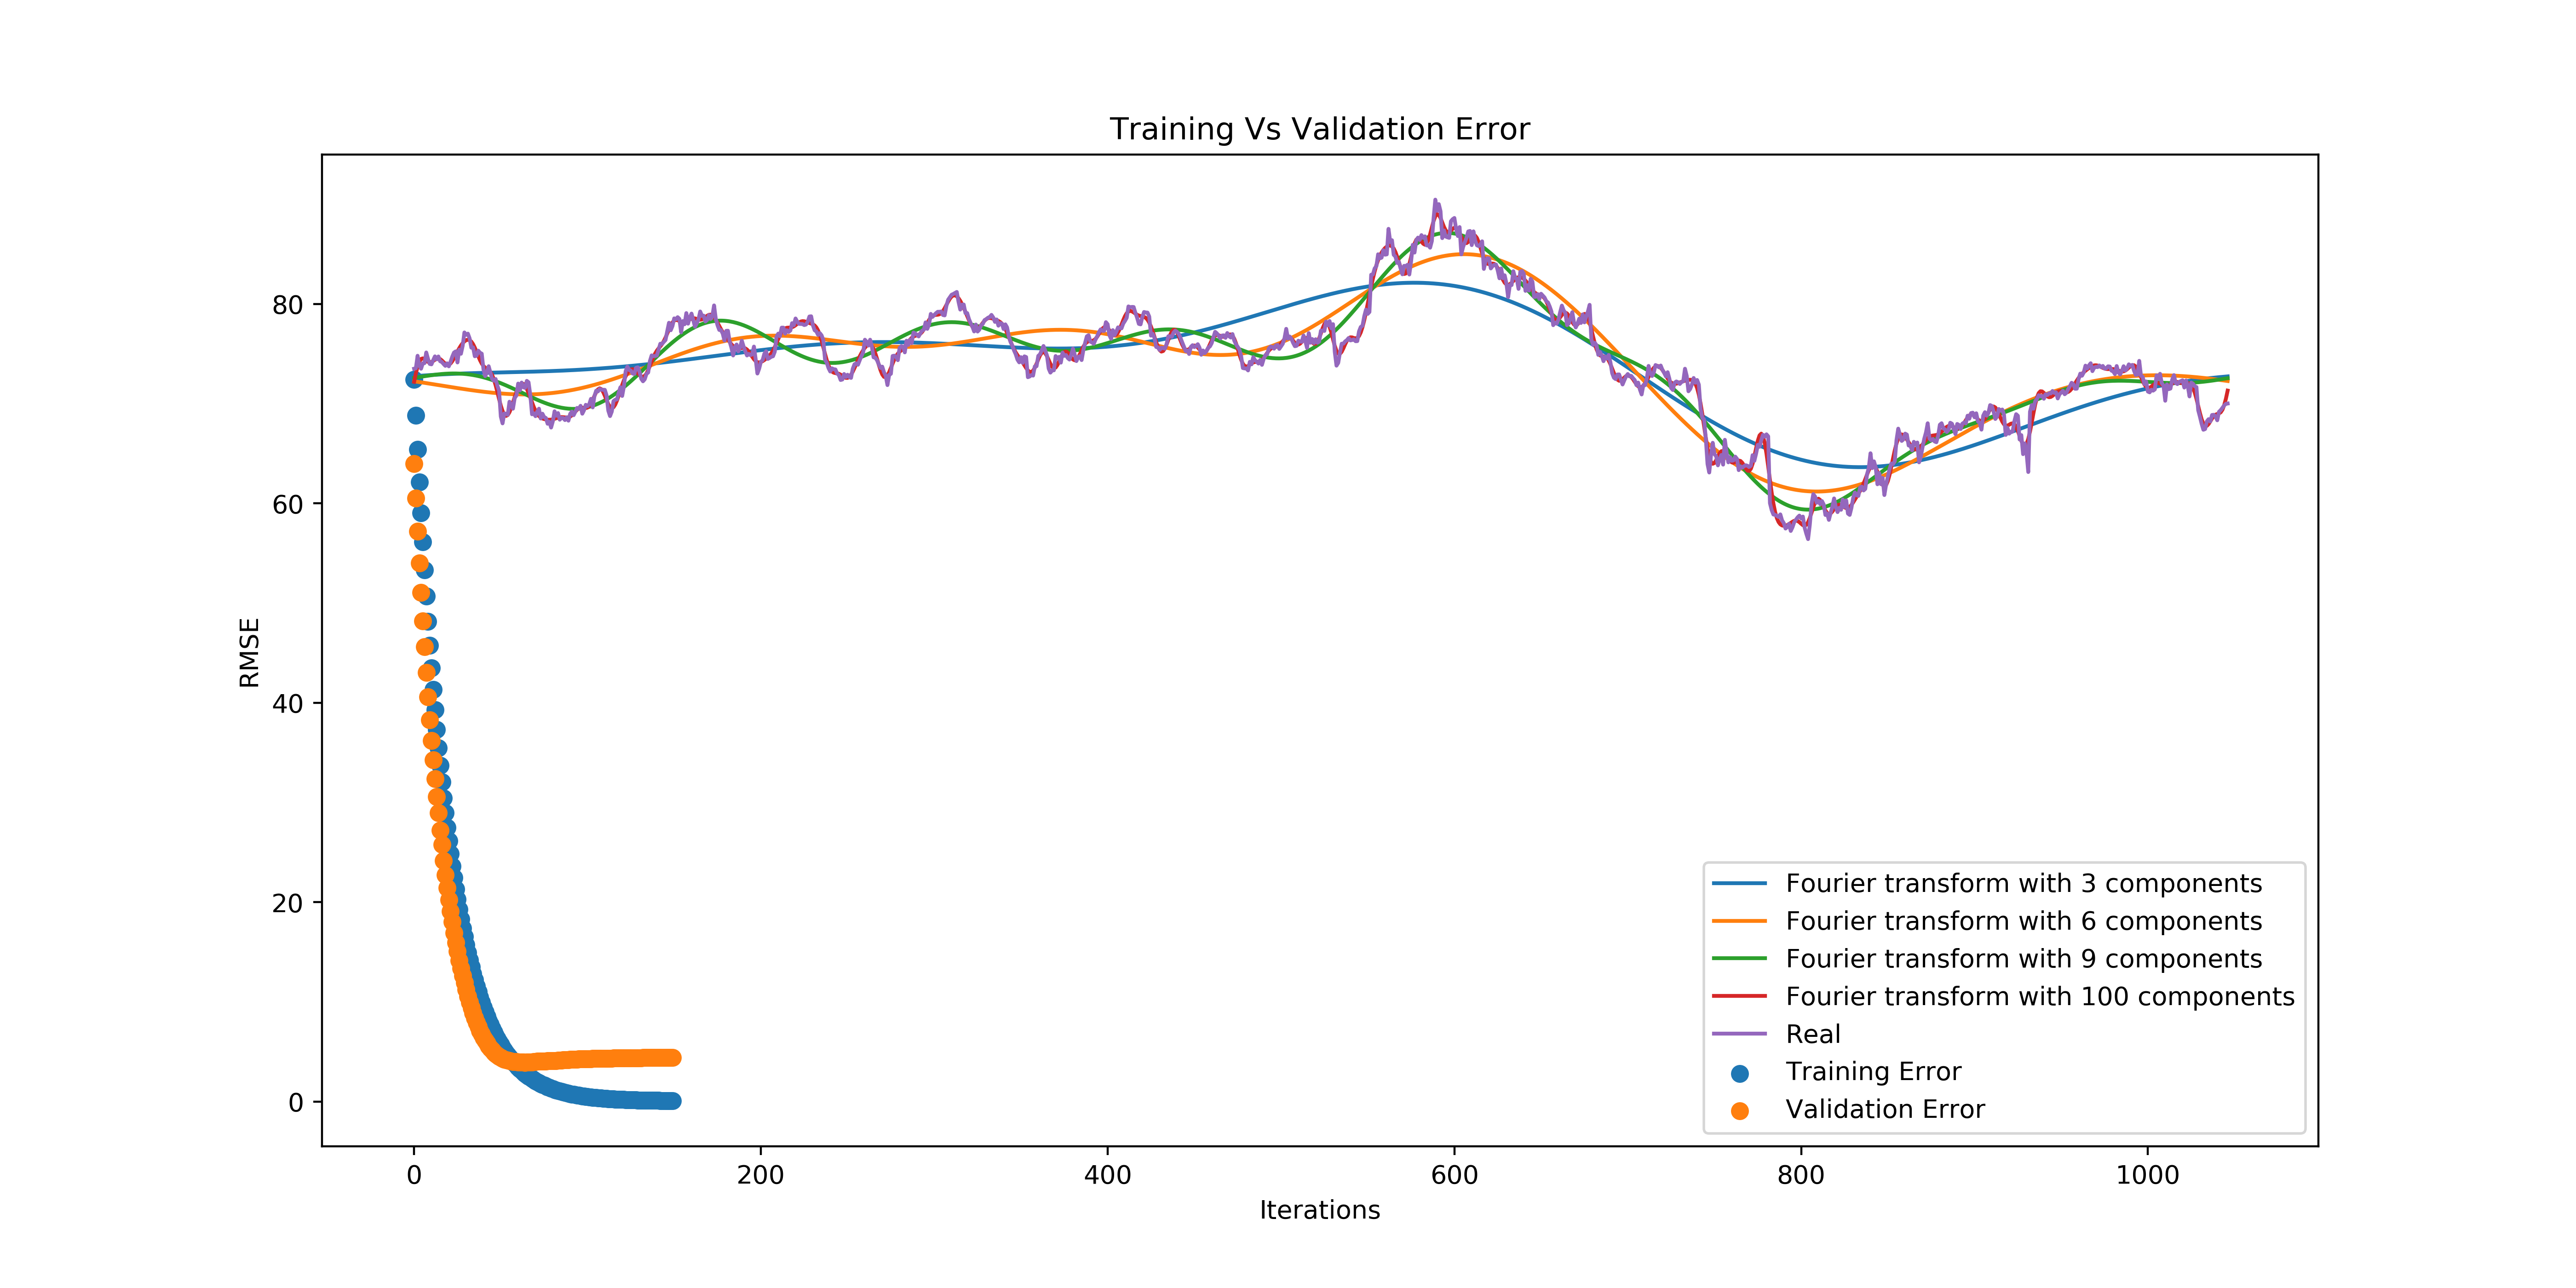 Training Vs Validation Error
RMSE
80
60
40
20
0
0 200 400 600 800 1000
Iterations
Fourier transform with 3 components
Fourier transform with 6 components
Fourier transform with 9 components
Fourier transform with 100 components
Real
Training Error
Validation Error